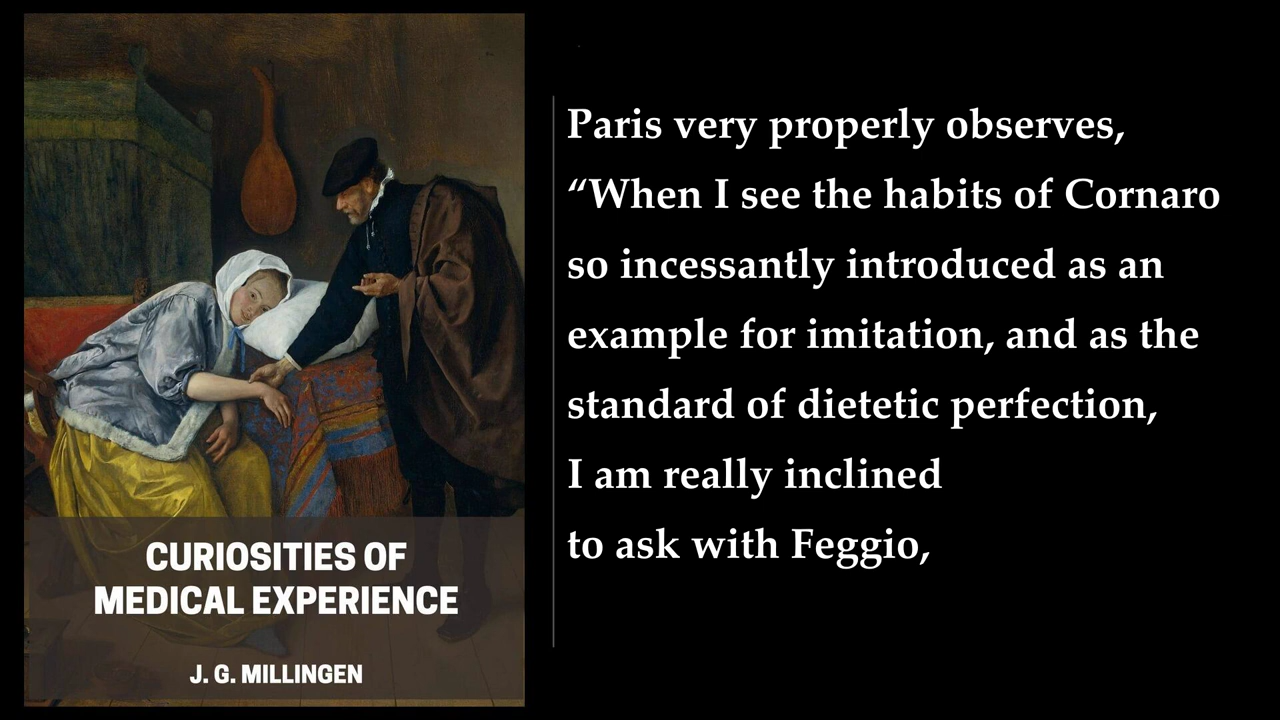 CURIOSITIES OF
MEDICAL EXPERIENCE
J. G. MILLINGEN
Paris very properly observes,
“When I see the habits of Cornaro
so incessantly introduced as an
example for imitation, and as the
standard of dietetic perfection,
I am really inclined
to ask with Feggio,